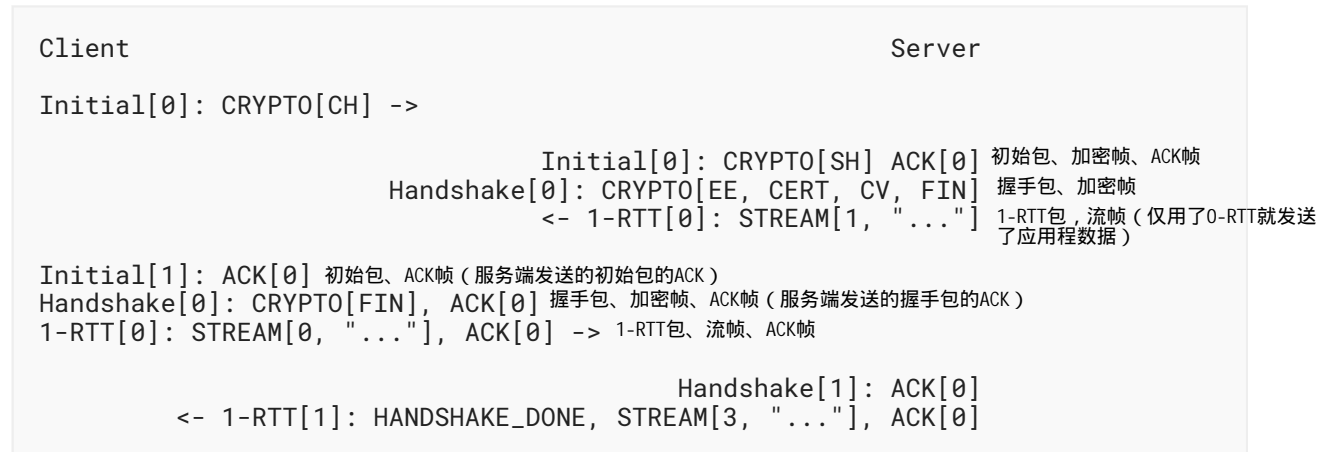 Client Server
Initial[0]: CRYPTO[CH] ->
Initial[0]: CRYPTO[SH] ACK[0] 初始包、加密帧、ACK帧
Handshake[0]: CRYPTO[EE, CERT, CV, FIN] 握手包、加密帧
<- 1-RTT[0]: STREAM[1, "..."] 1-RTT包，流帧（仅用了0-RTT就发送
了应用程数据）
Initial[1]: ACK[0] 初始包、ACK帧（服务端发送的初始包的ACK）
Handshake[0]: CRYPTO[FIN], ACK[0] 握手包、加密帧、ACK帧（服务端发送的握手包的ACK）
1-RTT[0]: STREAM[0, "..."], ACK[0] -> 1-RTT包、流帧、ACK帧
Handshake[1]: ACK[0]
<- 1-RTT[1]: HANDSHAKE_DONE, STREAM[3, "..."], ACK[0]